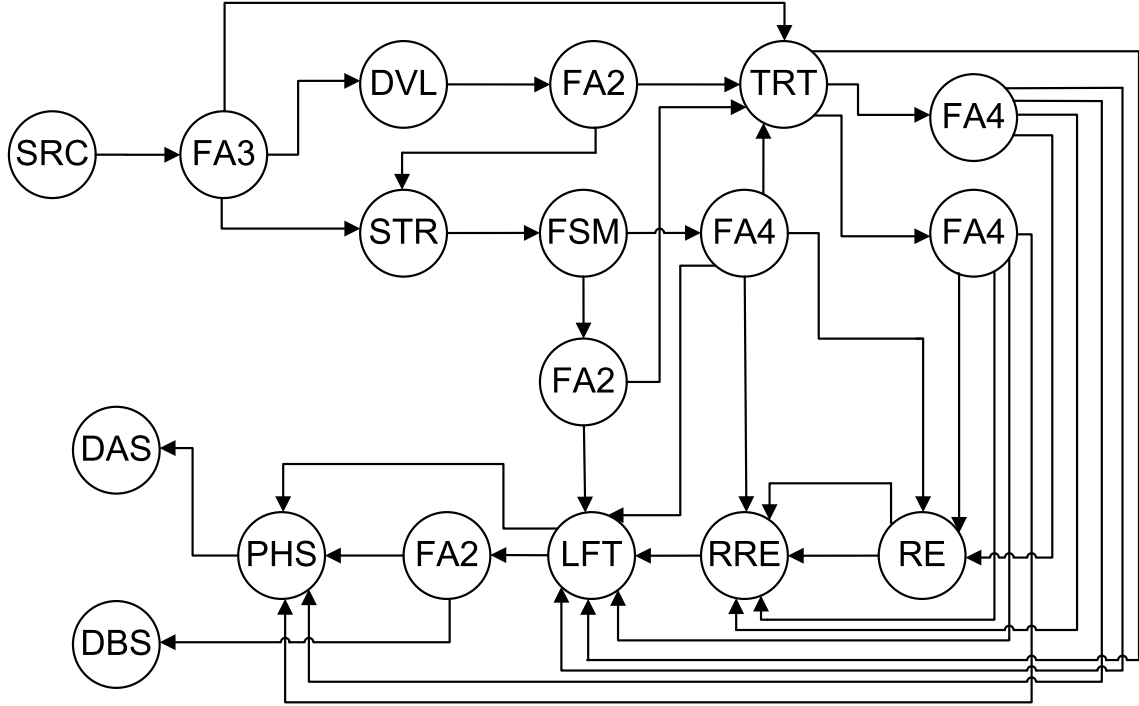 DVL
FA2
TRT
FA4
SRC
FA3
STR
FSM
FA4
FA4
FA2
DAS
PHS
FA2
LFT
RRE
RE
DBS